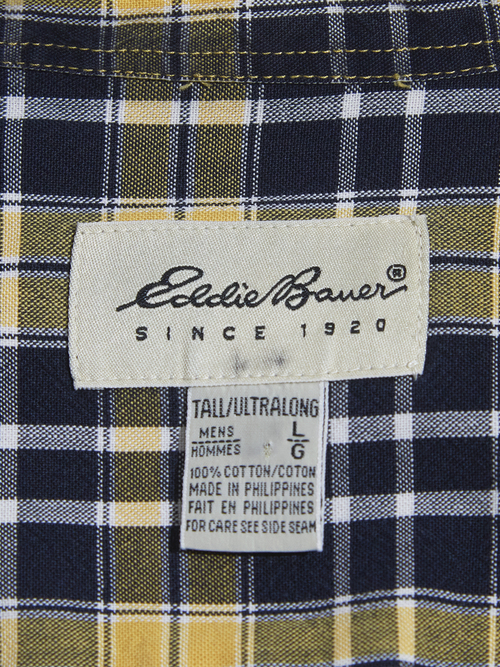 Eddie Bauer®
SINCE 1920
TALL/ULTRALONG
MENS L
HOMMES G
100% COTTON/COTON
MADE IN PHILIPPINES
FAIT EN PHILIPPINES
FOR CARE SEE SIDE SEAM